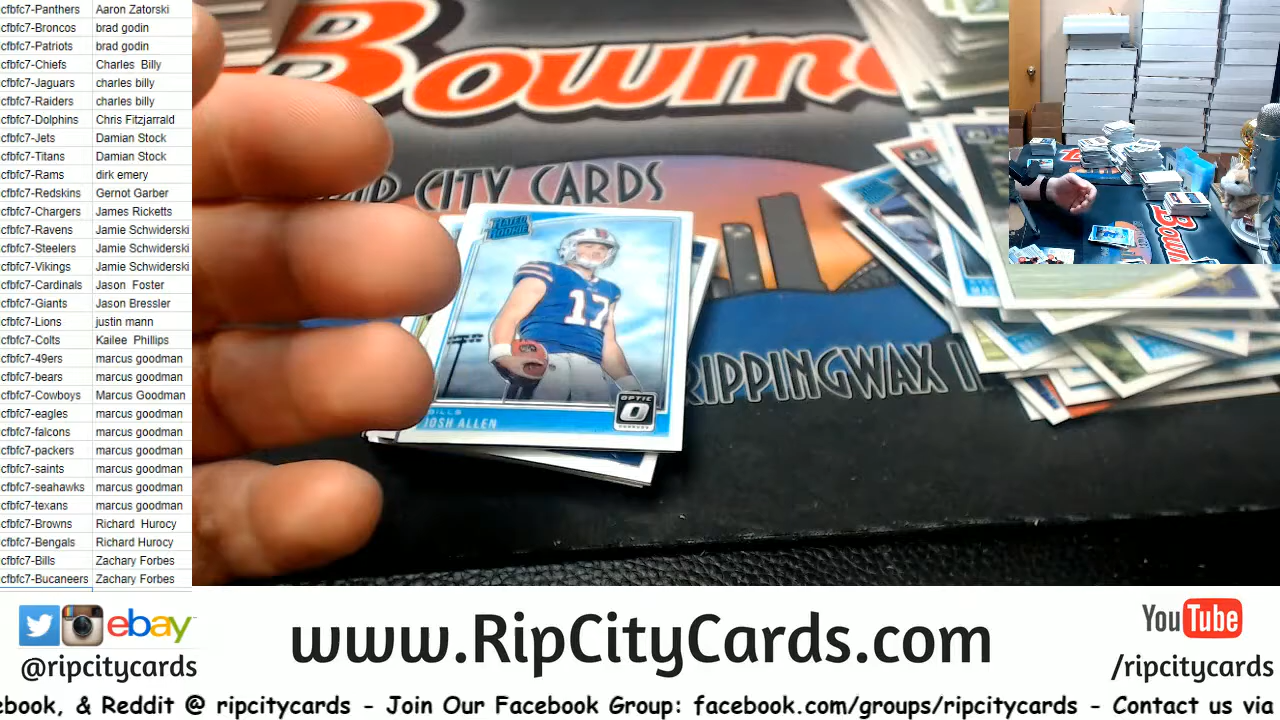 cfbfc7-Panthers Aaron Zatorski
cfbfc7-Broncos brad godin
cfbfc7-Patriots brad godin
cfbfc7-Chiefs Charles Billy
cfbfc7-Jaguars charles billy
cfbfc7-Raiders charles billy
cfbfc7-Dolphins Chris Fitzjarrald
cfbfc7-Jets Damian Stock
cfbfc7-Titans Damian Stock
cfbfc7-Rams dirk emery
cfbfc7-Redskins Gernot Garber
cfbfc7-Chargers James Ricketts
cfbfc7-Ravens Jamie Schwiderski
cfbfc7-Steelers Jamie Schwiderski
cfbfc7-Vikings Jamie Schwiderski
cfbfc7-Cardinals Jason Foster
cfbfc7-Giants Jason Bressler
cfbfc7-Lions justin mann
cfbfc7-Colts Kailee Phillips
cfbfc7-49ers marcus goodman
cfbfc7-bears marcus goodman
cfbfc7-Cowboys Marcus Goodman
cfbfc7-eagles marcus goodman
cfbfc7-falcons marcus goodman
cfbfc7-packers marcus goodman
cfbfc7-saints marcus goodman
cfbfc7-seahawks marcus goodman
cfbfc7-texans marcus goodman
cfbfc7-Browns Richard Hurocy
cfbfc7-Bengals Richard Hurocy
cfbfc7-Bills Zachary Forbes
cfbfc7-Bucaneers Zachary Forbes
Bowm
RIP CITY CARDS
RATED ROOKIE
17
OPTIC
BILLS
JOSH ALLEN
RIPPINGWAX I
ebay
@ripcitycards
www.RipCityCards.com
YouTube
/ripcitycards
ebook, & Reddit @ ripcitycards - Join Our Facebook Group: facebook.com/groups/ripcitycards - Contact us via